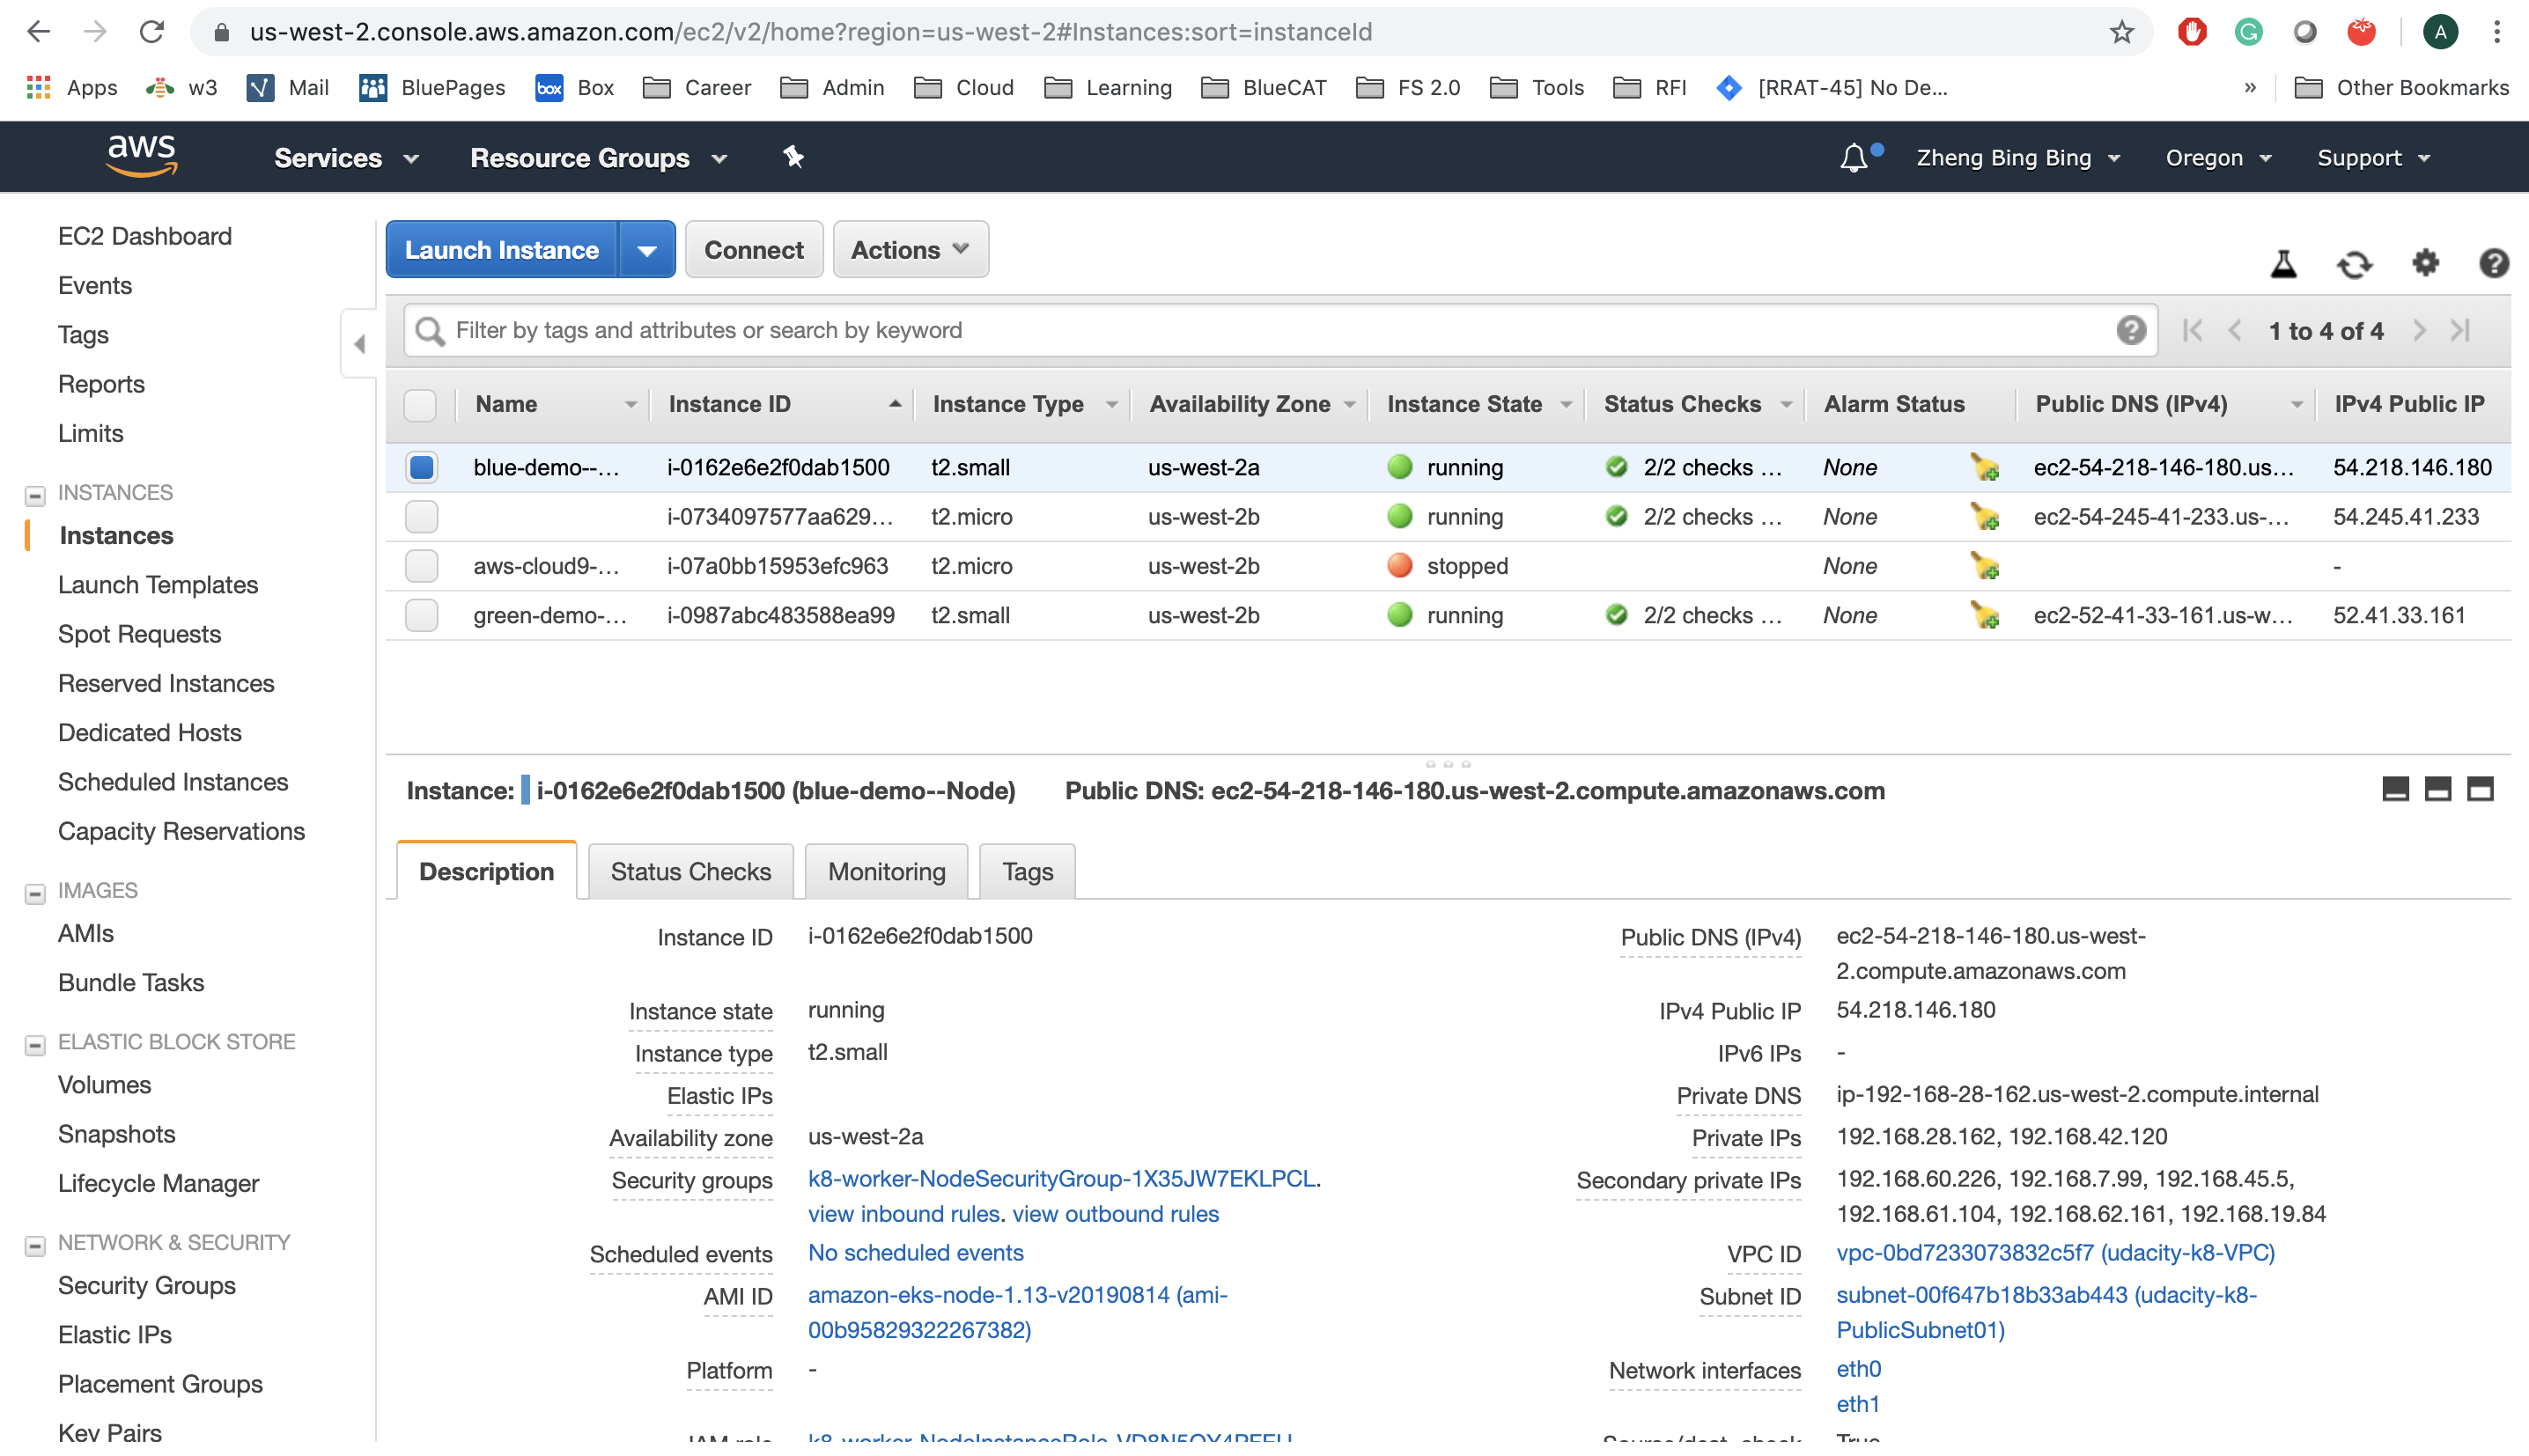 us-west-2.console.aws.amazon.com/ec2/v2/home?region=us-west-2#Instances:sort=instanceId
A
Apps w3 Mail BluePages box Box Career Admin Cloud Learning BlueCAT FS 2.0 Tools RFI [RRAT-45] No De... » Other Bookmarks
aws Services Resource Groups Zheng Bing Bing Oregon Support
EC2 Dashboard
Events
Tags
Reports
Limits
INSTANCES
Instances
Launch Templates
Spot Requests
Reserved Instances
Dedicated Hosts
Scheduled Instances
Capacity Reservations
IMAGES
AMIs
Bundle Tasks
ELASTIC BLOCK STORE
Volumes
Snapshots
Lifecycle Manager
NETWORK & SECURITY
Security Groups
Elastic IPs
Placement Groups
Key Pairs
Launch Instance Connect Actions
Filter by tags and attributes or search by keyword 1 to 4 of 4
Name Instance ID Instance Type Availability Zone Instance State Status Checks Alarm Status Public DNS (IPv4) IPv4 Public IP
blue-demo--... i-0162e6e2f0dab1500 t2.small us-west-2a running 2/2 checks ... None ec2-54-218-146-180.us... 54.218.146.180
i-0734097577aa629... t2.micro us-west-2b running 2/2 checks ... None ec2-54-245-41-233.us-... 54.245.41.233
aws-cloud9-... i-07a0bb15953efc963 t2.micro us-west-2b stopped None -
green-demo-... i-0987abc483588ea99 t2.small us-west-2b running 2/2 checks ... None ec2-52-41-33-161.us-w... 52.41.33.161
Instance: i-0162e6e2f0dab1500 (blue-demo--Node) Public DNS: ec2-54-218-146-180.us-west-2.compute.amazonaws.com
Description Status Checks Monitoring Tags
Instance ID i-0162e6e2f0dab1500
Instance state running
Instance type t2.small
Elastic IPs
Availability zone us-west-2a
Security groups k8-worker-NodeSecurityGroup-1X35JW7EKLPCL.
view inbound rules. view outbound rules
Scheduled events No scheduled events
AMI ID amazon-eks-node-1.13-v20190814 (ami-
00b95829322267382)
Platform -
IAM role k8-worker-NodeInstanceRole-VD8N5OY4PFFU
Public DNS (IPv4) ec2-54-218-146-180.us-west-
2.compute.amazonaws.com
IPv4 Public IP 54.218.146.180
IPv6 IPs -
Private DNS ip-192-168-28-162.us-west-2.compute.internal
Private IPs 192.168.28.162, 192.168.42.120
Secondary private IPs 192.168.60.226, 192.168.7.99, 192.168.45.5,
192.168.61.104, 192.168.62.161, 192.168.19.84
VPC ID vpc-0bd7233073832c5f7 (udacity-k8-VPC)
Subnet ID subnet-00f647b18b33ab443 (udacity-k8-
PublicSubnet01)
Network interfaces eth0
eth1
Source/dest. check True